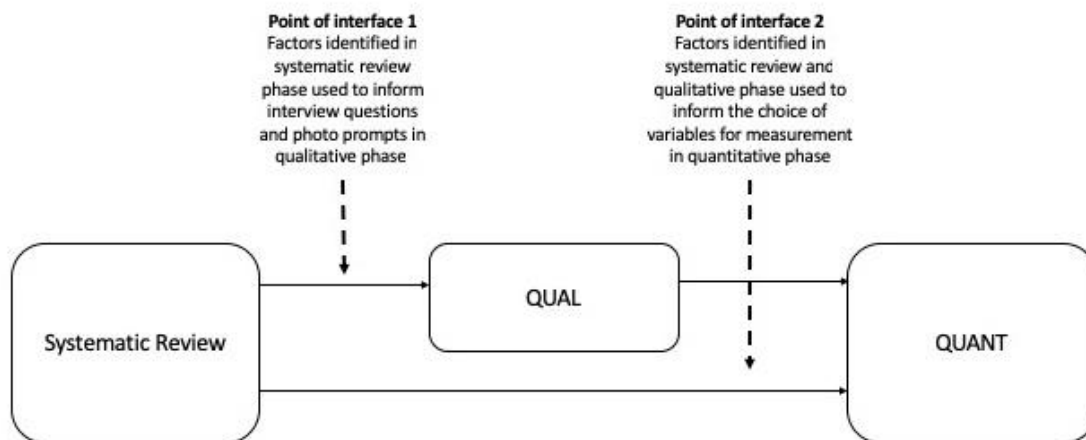 Point of interface 1
Factors identified in
systematic review
phase used to inform
interview questions
and photo prompts in
qualitative phase
Point of interface 2
Factors identified in
systematic review and
qualitative phase used to
inform the choice of
variables for measurement
in quantitative phase
Systematic Review
QUAL
QUANT